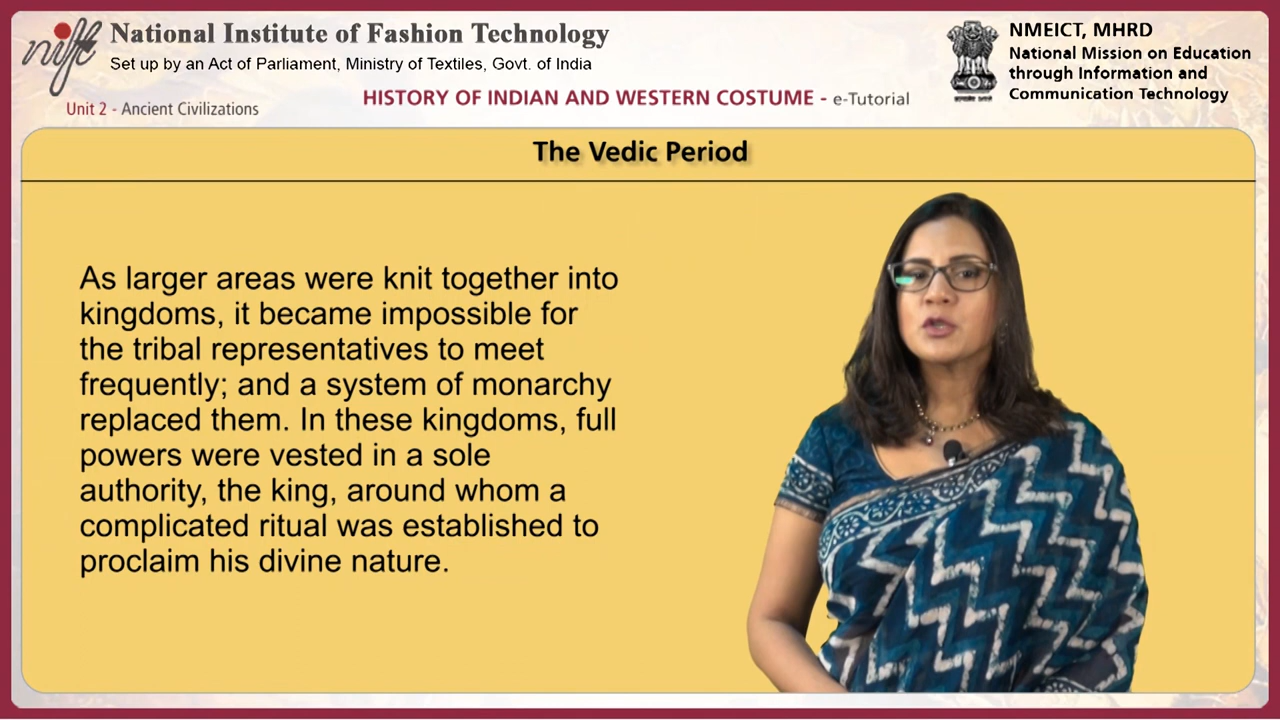 nift
National Institute of Fashion Technology
Set up by an Act of Parliament, Ministry of Textiles, Govt. of India
NMEICT, MHRD
National Mission on Education
through Information and
Communication Technology
Unit 2 - Ancient Civilizations
HISTORY OF INDIAN AND WESTERN COSTUME - e-Tutorial
The Vedic Period
As larger areas were knit together into
kingdoms, it became impossible for
the tribal representatives to meet
frequently; and a system of monarchy
replaced them. In these kingdoms, full
powers were vested in a sole
authority, the king, around whom a
complicated ritual was established to
proclaim his divine nature.